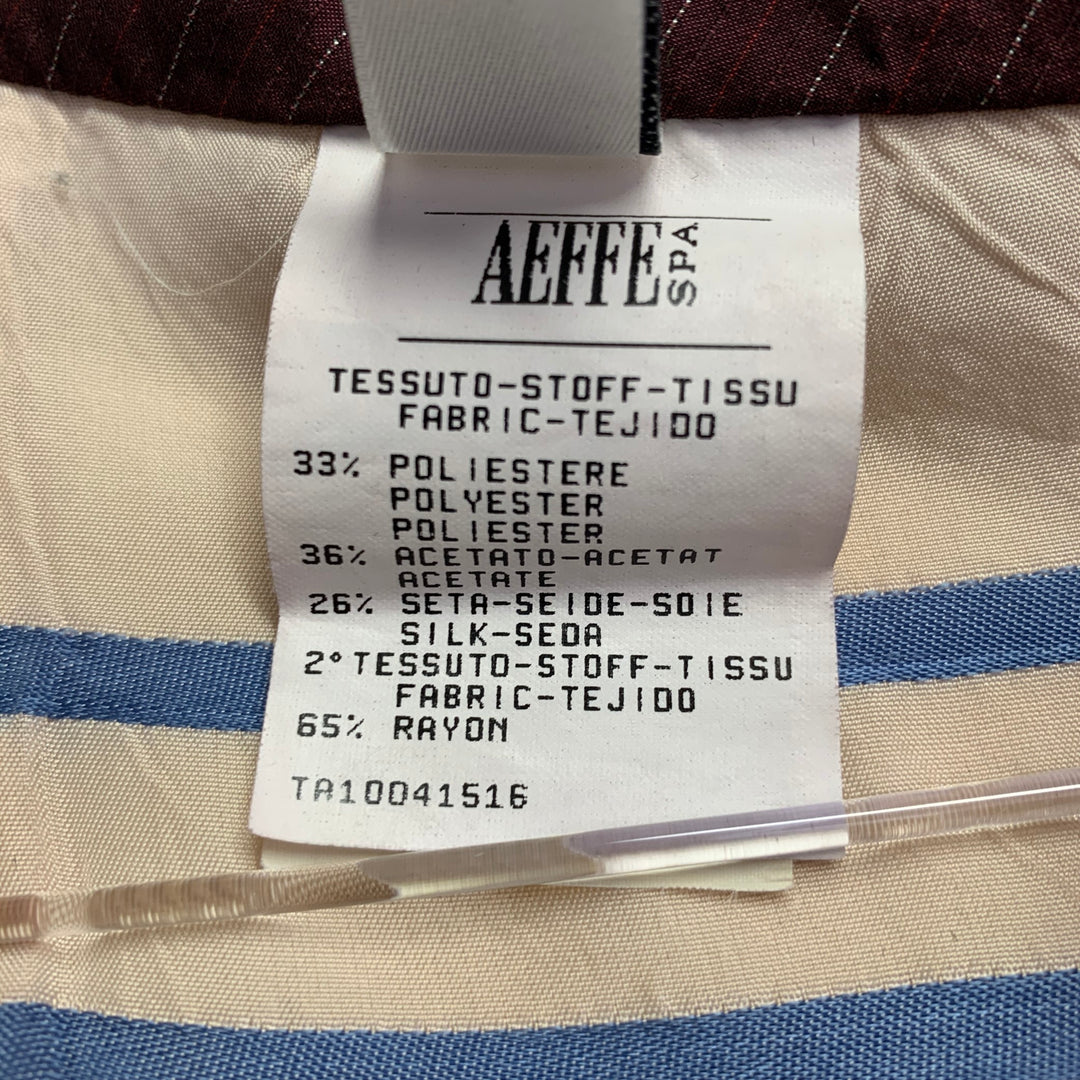 AEFFE SPA
TESSUTO-STOFF-TISSU
FABRIC-TEJIDO
33% POLIESTERE
POLYESTER
POLIESTER
36% ACETATO-ACETAT
ACETATE
26% SETA-SEIDE-SOIE
SILK-SEDA
2° TESSUTO-STOFF-TISSU
FABRIC-TEJIDO
65% RAYON
TA10041516